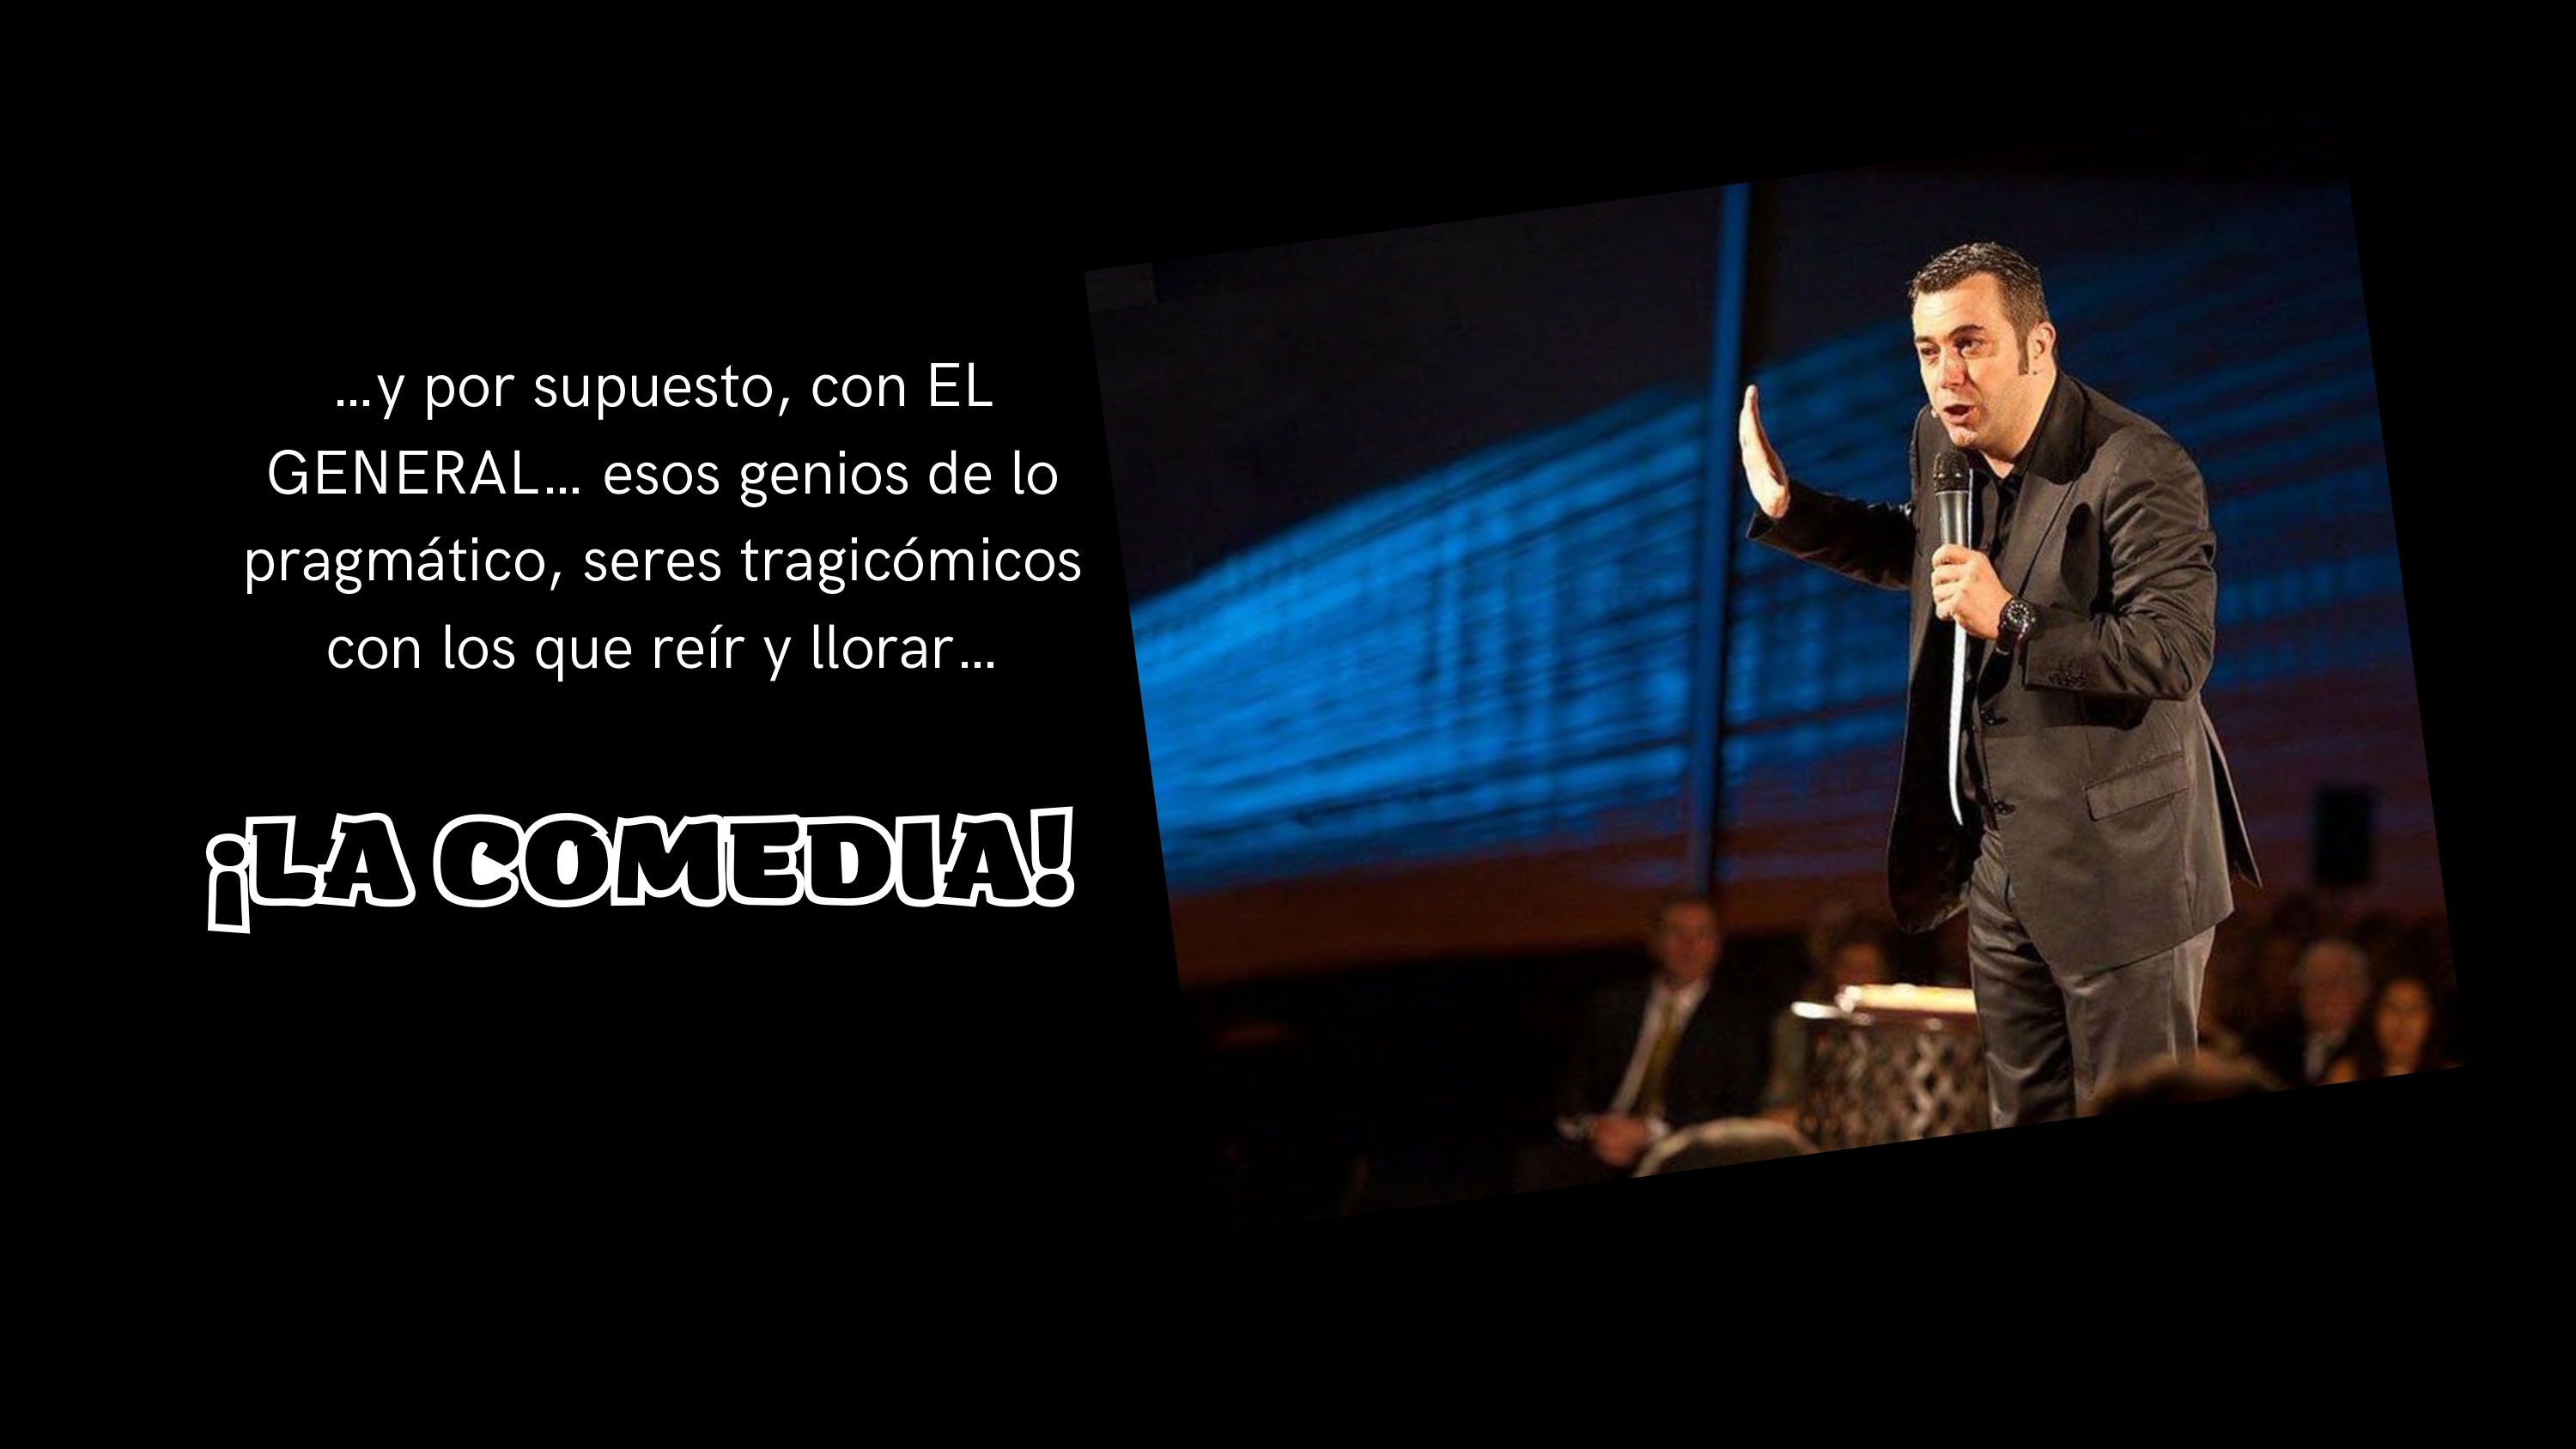 ...y por supuesto, con EL
GENERAL... esos genios de lo
pragmático, seres tragicómicos
con los que reír y llorar...
¡LA COMEDIA!